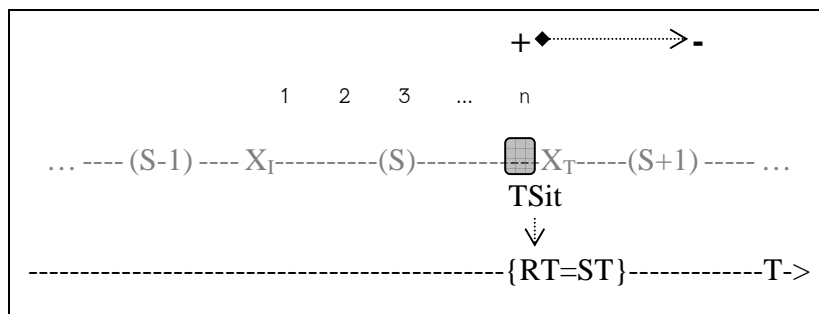 + -
1 2 3 ... n
... ---- (S-1) ---- X_I----------(S)------------ X_T-----(S+1) ----- ...
TSit
-----------------------------------------------{RT=ST}-------------T->